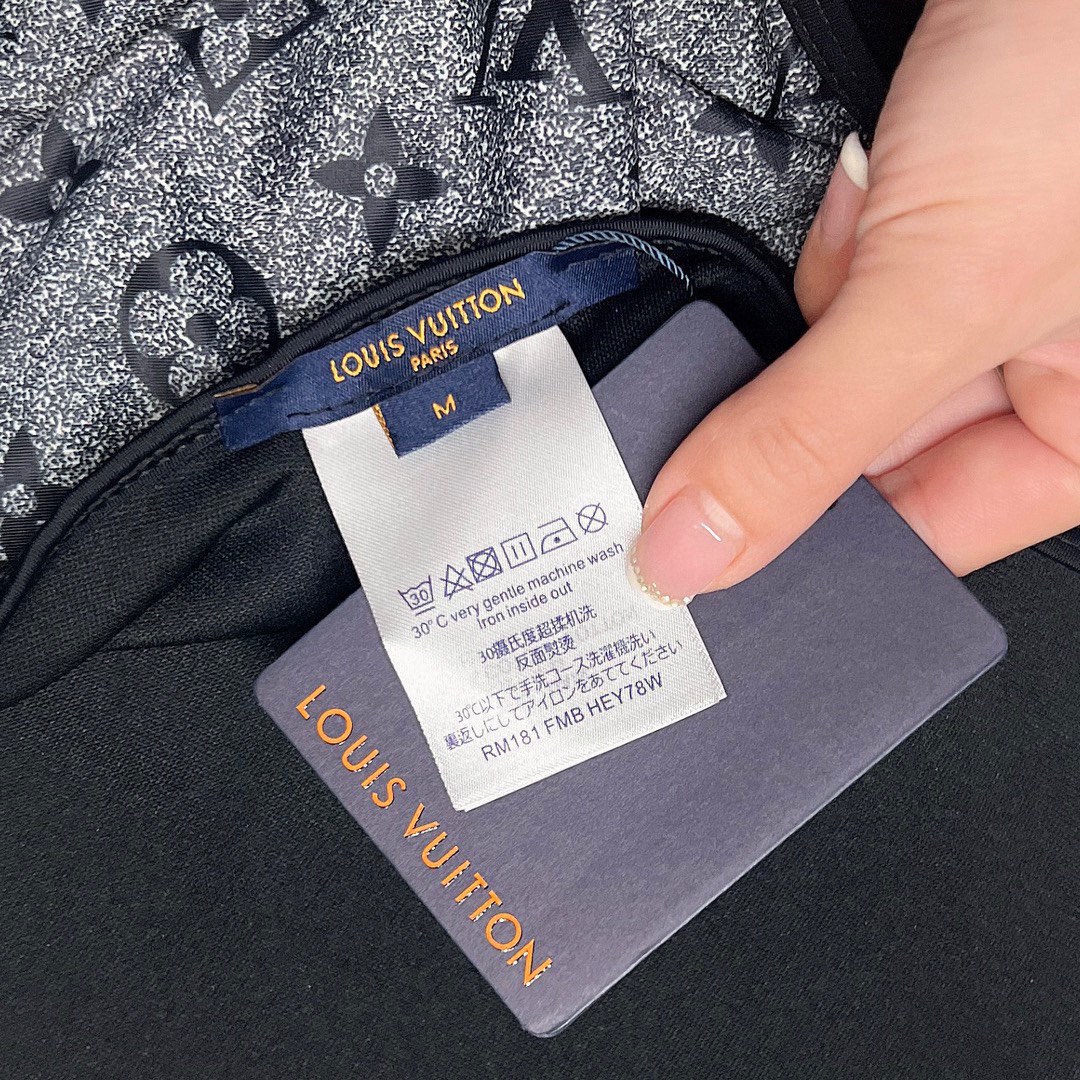 LOUIS VUITTON
PARIS
M
30
30°C very gentle machine wash
Iron inside out
30摄氏度超揉机洗
反面熨烫
30℃以下で手洗コース洗濯機洗い
裏返しにしてアイロンをあててください
RM181 FMB HEY78W
LOUIS VUITTON